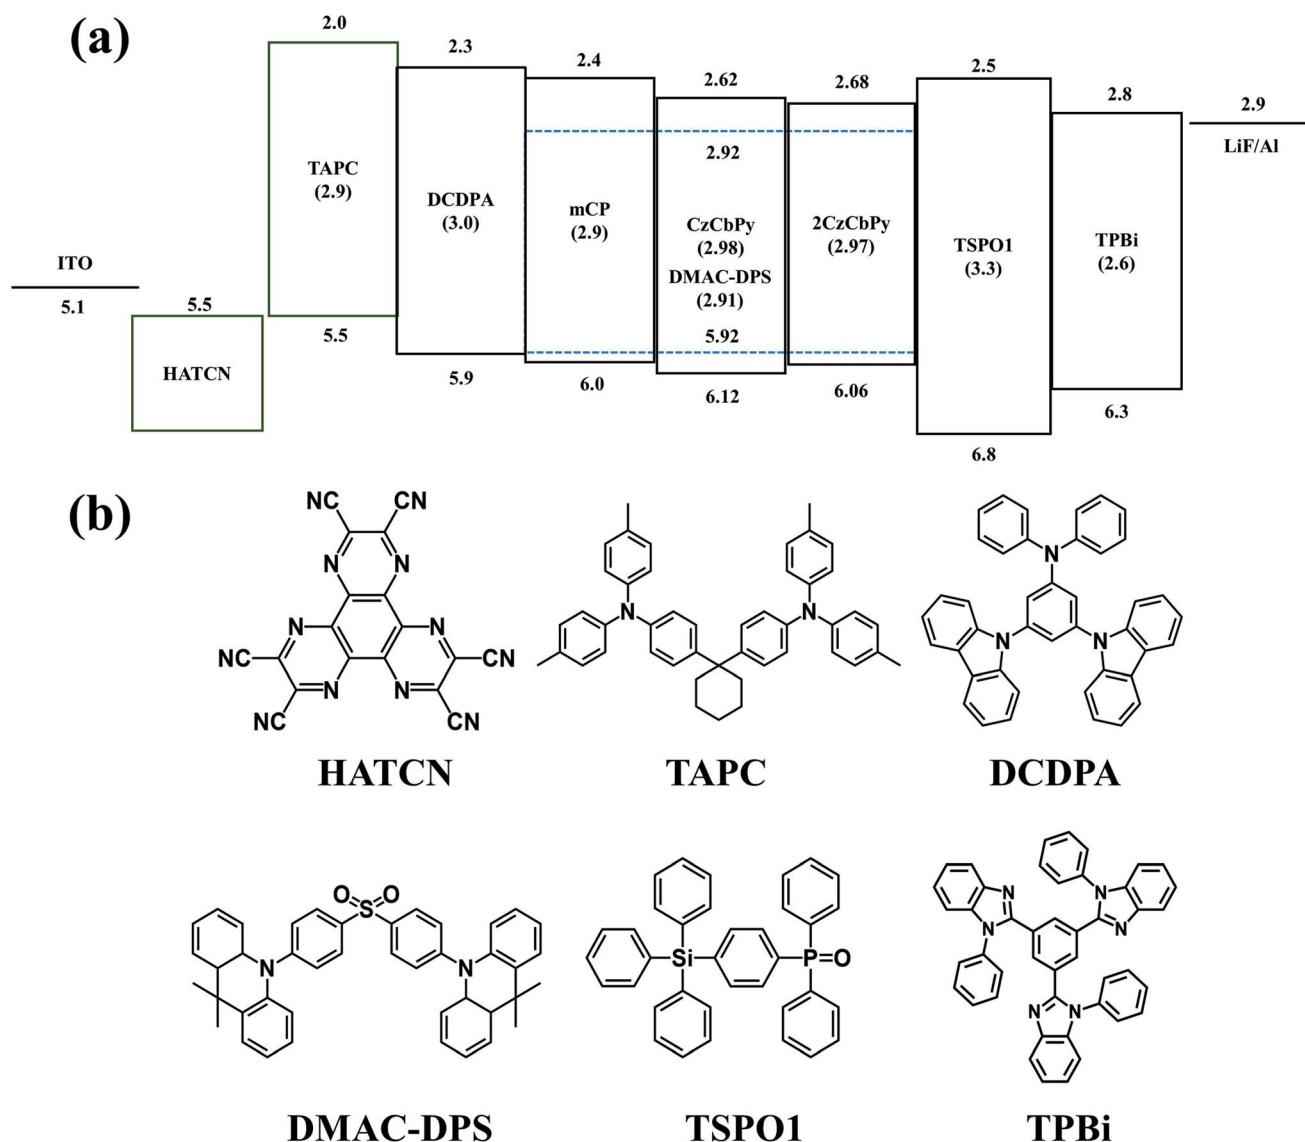 (a)
2.0
2.3
2.4
2.62
2.68
2.5
2.8
2.9
LiF/Al
2.92
TAPC
(2.9)
DCDPA
(3.0)
mCP
(2.9)
CzCbPy
(2.98)
DMAC-DPS
(2.91)
5.92
2CzCbPy
(2.97)
TSPO1
(3.3)
TPBi
(2.6)
ITO
5.1
5.5
HATCN
5.5
5.9
6.0
6.12
6.06
6.8
6.3
(b)
NC CN
N N
N N
NC CN
N N N N
NC CN
HATCN
N N
TAPC
N
N N
DCDPA
O O
S
N N
DMAC-DPS
Si P=O
TSPO1
N N
N N
N N
TPBi